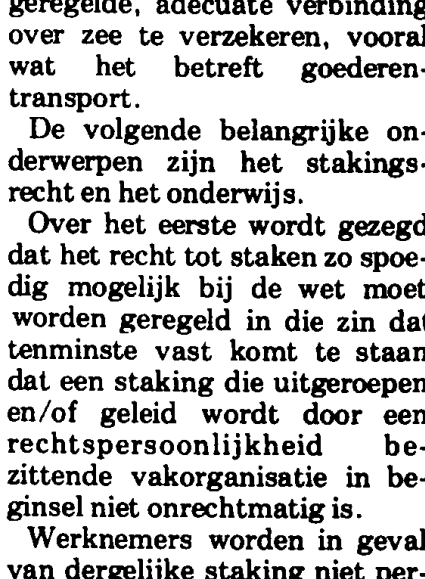 geregelde, adequate verbinding
over zee te verzekeren, vooral
wat het betreft goederen-
transport.
De volgende belangrijke on-
derwerpen zijn het stakings-
recht en het onderwijs.
Over het eerste wordt gezegd
dat het recht tot staken zo spoe-
dig mogelijk bij de wet moet
worden geregeld in die zin dat
tenminste vast komt te staan
dat een staking die uitgeroepen
en/of geleid wordt door een
rechtspersoonlijkheid be-
zittende vakorganisatie in be-
ginsel niet onrechtmatig is.
Werknemers worden in geval
van dergelijke staking niet per-